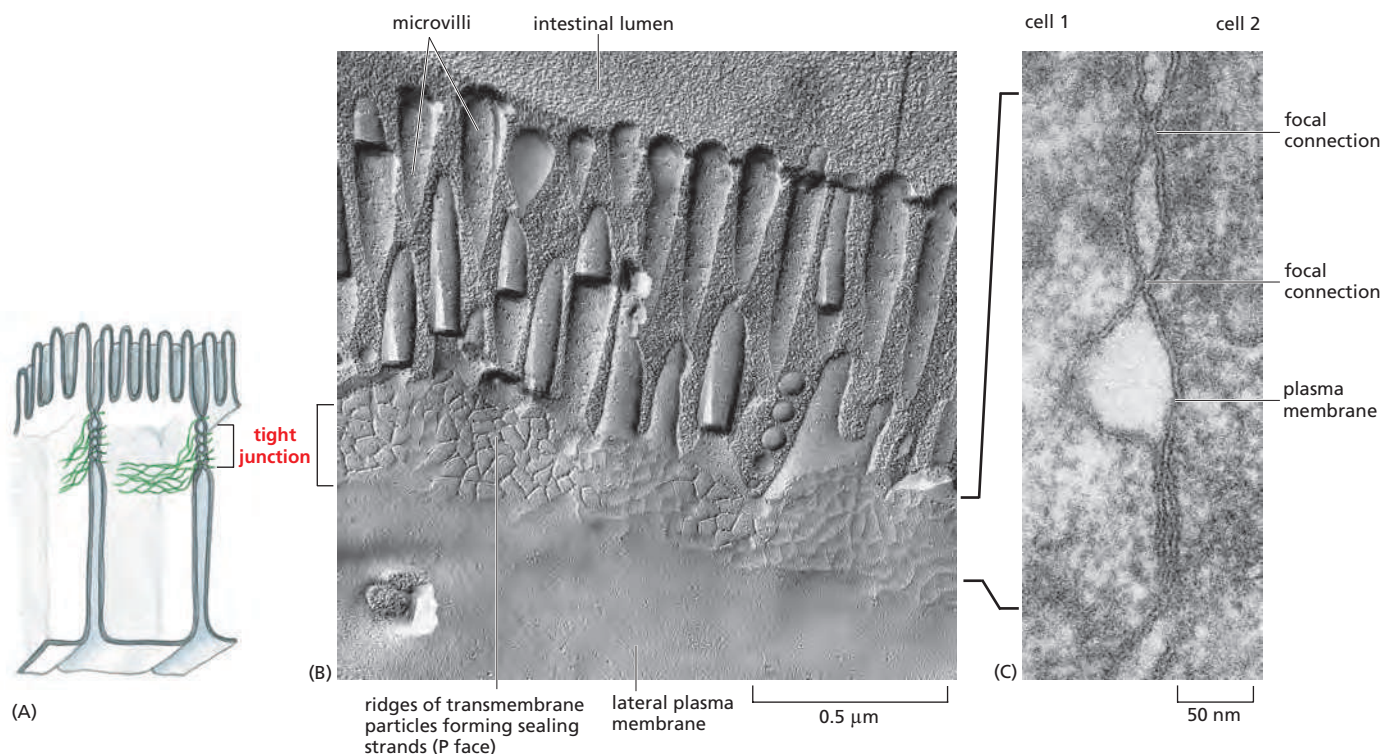 microvilli
intestinal lumen
cell 1
cell 2
focal
connection
focal
connection
plasma
membrane
tight
junction
(A)
(B)
(C)
ridges of transmembrane
particles forming sealing
strands (P face)
lateral plasma
membrane
0.5 μm
50 nm